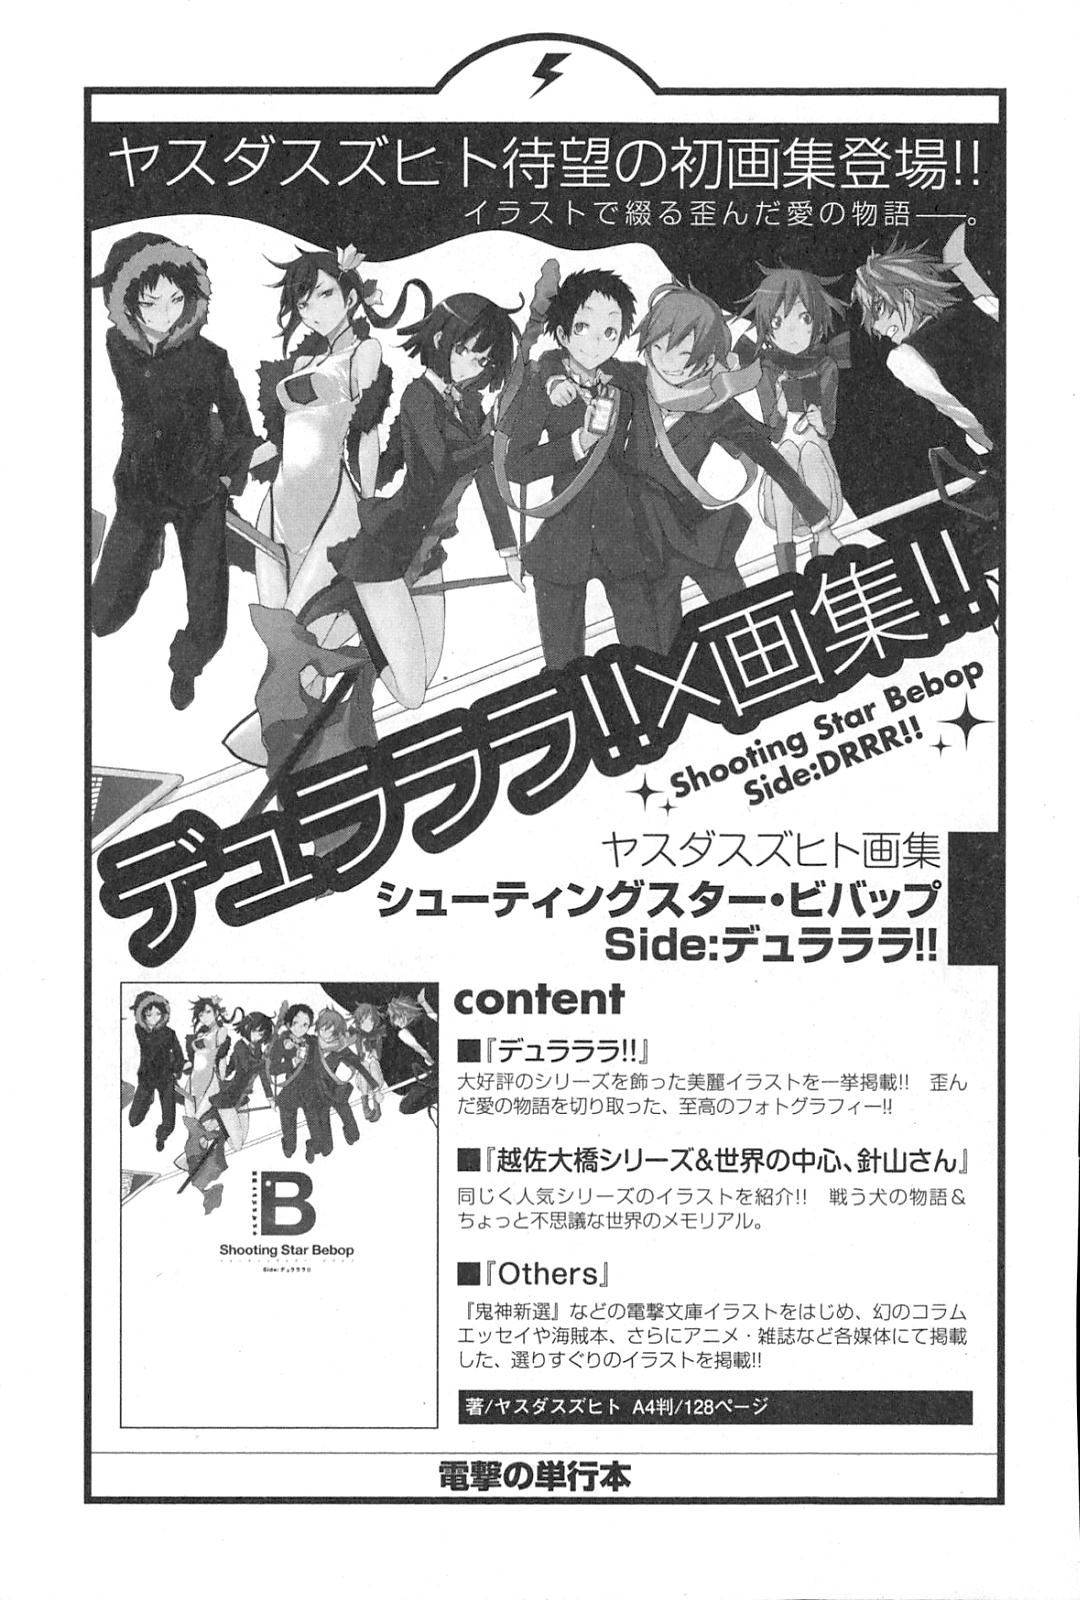 ヤスダスズヒト待望の初画集登場!!
イラストで綴る歪んだ愛の物語――。
デュラララ!!×画集!!
Shooting Star Bebop
Side:DRRR!!
ヤスダスズヒト画集
シューティングスター・ビバップ
Side:デュラララ!!
B
Shooting Star Bebop
Side:デュラララ!!
content
■『デュラララ!!』
大好評のシリーズを飾った美麗イラストを一挙掲載!!　歪ん
だ愛の物語を切り取った、至高のフォトグラフィー!!
■『越佐大橋シリーズ&世界の中心、針山さん』
同じく人気シリーズのイラストを紹介!!　戦う犬の物語&
ちょっと不思議な世界のメモリアル。
■『Others』
『鬼神新選』などの電撃文庫イラストをはじめ、幻のコラム
エッセイや海賊本、さらにアニメ・雑誌など各媒体にて掲載
した、選りすぐりのイラストを掲載!!
著/ヤスダスズヒト A4判/128ページ
電撃の単行本